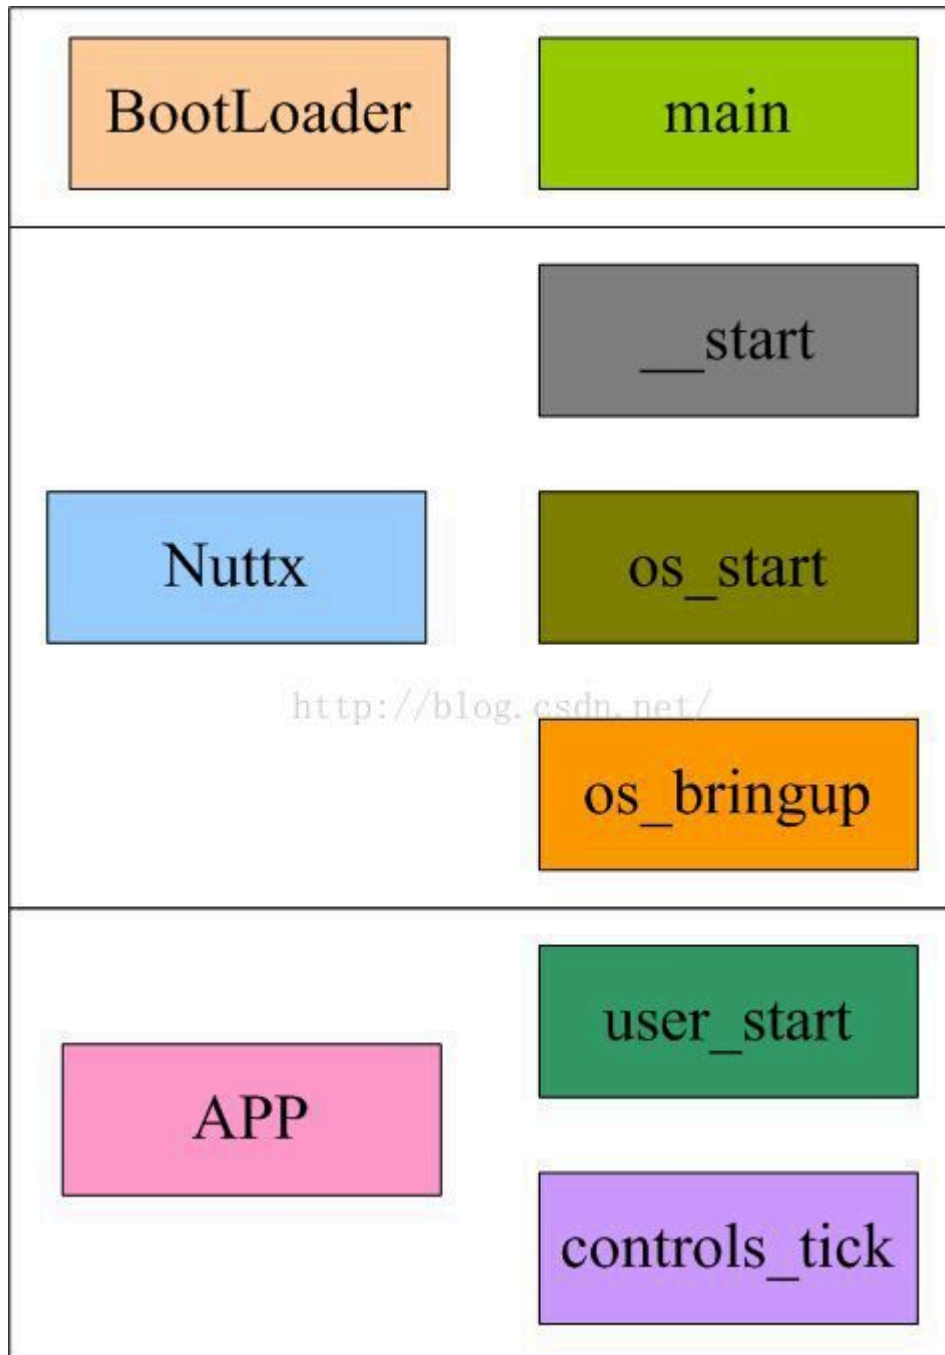 BootLoader
main
__start
Nuttx
os_start
http://blog.csdn.net/
os_bringup
user_start
APP
controls_tick